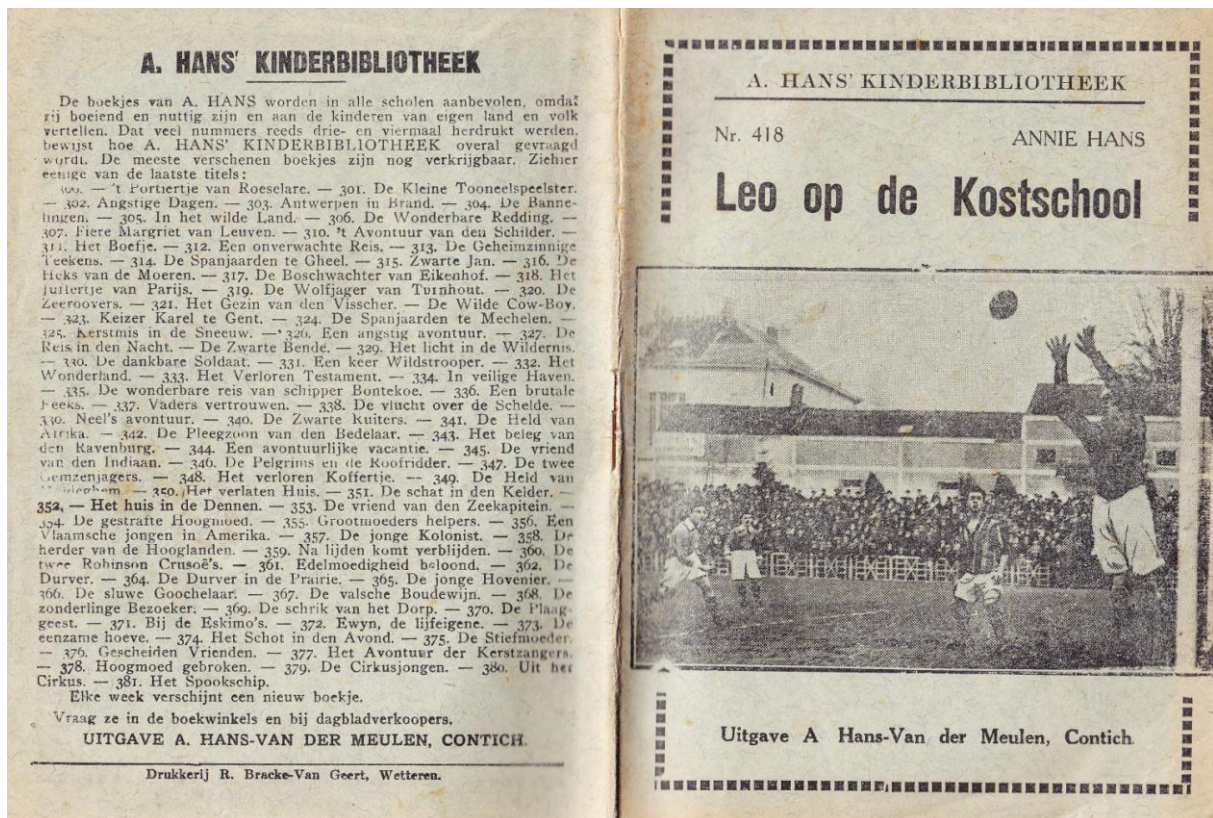 A. HANS' KINDERBIBLIOTHEEK
De boekjes van A. HANS worden in alle scholen aanbevolen, omdat
zij boeiend en nuttig zijn en aan de kinderen van eigen land en volk
vertellen. Dat veel nummers reeds drie- en viermaal herdrukt werden,
bewijst hoe A. HANS' KINDERBIBLIOTHEEK overal gevraagd
wordt. De meeste verschenen boekjes zijn nog verkrijgbaar. Ziehier
eenige van de laatste titels:
300. — 't Portiertje van Roeselare. — 301. De Kleine Tooneelspeelster.
— 302. Angstige Dagen. — 303. Antwerpen in Brand. — 304. De Banne-
lingen. — 305. In het wilde Land. — 306. De Wonderbare Redding. —
307. Fiere Margriet van Leuven. — 310. 't Avontuur van den Schilder. —
311. Het Boefje. — 312. Een onverwachte Reis. — 313. De Geheimzinnige
Teekens. — 314. De Spanjaarden te Gheel. — 315. Zwarte Jan. — 316. De
Heks van de Moeren. — 317. De Boschwachter van Eikenhof. — 318. Het
Juffertje van Parijs. — 319. De Wolfjager van Turnhout. — 320. De
Zeeroovers. — 321. Het Gezin van den Visscher. — De Wilde Cow-Boy.
— 323. Keizer Karel te Gent. — 324. De Spanjaarden te Mechelen. —
325. Kerstmis in de Sneeuw. — 326. Een angstig avontuur. — 327. De
Reis in den Nacht. — De Zwarte Bende. — 329. Het licht in de Wildernis.
— 330. De dankbare Soldaat. — 331. Een keer Wildstrooper. — 332. Het
Wonderland. — 333. Het Verloren Testament. — 334. In veilige Haven.
— 335. De wonderbare reis van schipper Bontekoe. — 336. Een brutale
Feeks. — 337. Vaders vertrouwen. — 338. De vlucht over de Schelde. —
339. Neel's avontuur. — 340. De Zwarte Ruiters. — 341. De Held van
Afrika. — 342. De Pleegzoon van den Bedelaar. — 343. Het beleg van
den Ravenburg. — 344. Een avontuurlijke vacantie. — 345. De vriend
van den Indiaan. — 346. De Pelgrims en de Roofridder. — 347. De twee
Gemzenjagers. — 348. Het verloren Koffertje. — 349. De Held van
— 350. Het verlaten Huis. — 351. De schat in den Kelder. —
352. — Het huis in de Dennen. — 353. De vriend van den Zeekapitein. —
354. De gestrafte Hoogmoed. — 355. Grootmoeders helpers. — 356. Een
Vlaamsche jongen in Amerika. — 357. De jonge Kolonist. — 358. De
herder van de Hooglanden. — 359. Na lijden komt verblijden. — 360. De
twee Robinson Crusoë's. — 361. Edelmoedigheid beloond. — 362. De
Durver. — 364. De Durver in de Prairie. — 365. De jonge Hovenier. —
366. De sluwe Goochelaar. — 367. De valsche Boudewijn. — 368. De
zonderlinge Bezoeker. — 369. De schrik van het Dorp. — 370. De Plaag-
geest. — 371. Bij de Eskimo's. — 372. Ewyn, de lijfeigene. — 373. De
eenzame hoeve. — 374. Het Schot in den Avond. — 375. De Stiefmoeder.
— 376. Gescheiden Vrienden. — 377. Het Avontuur der Kerstzangers.
— 378. Hoogmoed gebroken. — 379. De Cirkusjongen. — 380. Uit het
Cirkus. — 381. Het Spookschip.
Elke week verschijnt een nieuw boekje.
Vraag ze in de boekwinkels en bij dagbladverkoopers.
UITGAVE A. HANS-VAN DER MEULEN, CONTICH.
Drukkerij R. Bracke-Van Geert, Wetteren.
A. HANS' KINDERBIBLIOTHEEK
Nr. 418 ANNIE HANS
Leo op de Kostschool
Uitgave A Hans-Van der Meulen, Contich.